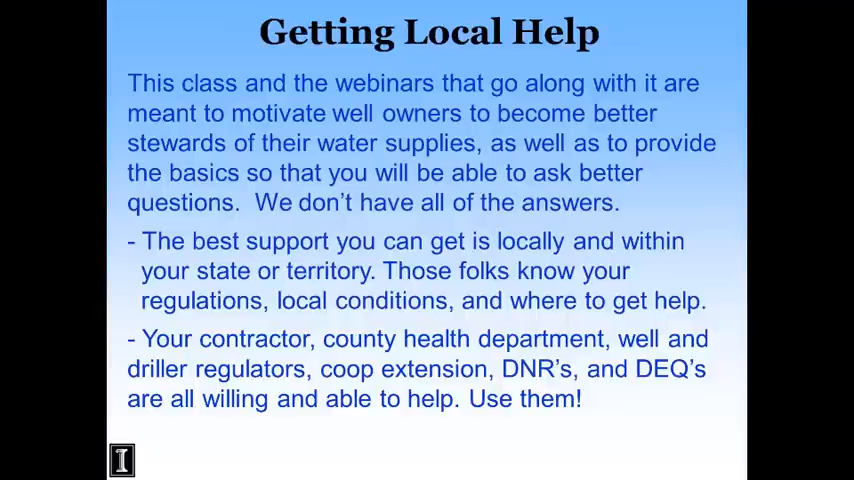 Getting Local Help
This class and the webinars that go along with it are
meant to motivate well owners to become better
stewards of their water supplies, as well as to provide
the basics so that you will be able to ask better
questions.  We don’t have all of the answers.
- The best support you can get is locally and within
your state or territory. Those folks know your
regulations, local conditions, and where to get help.
- Your contractor, county health department, well and
driller regulators, coop extension, DNR’s, and DEQ’s
are all willing and able to help. Use them!
I